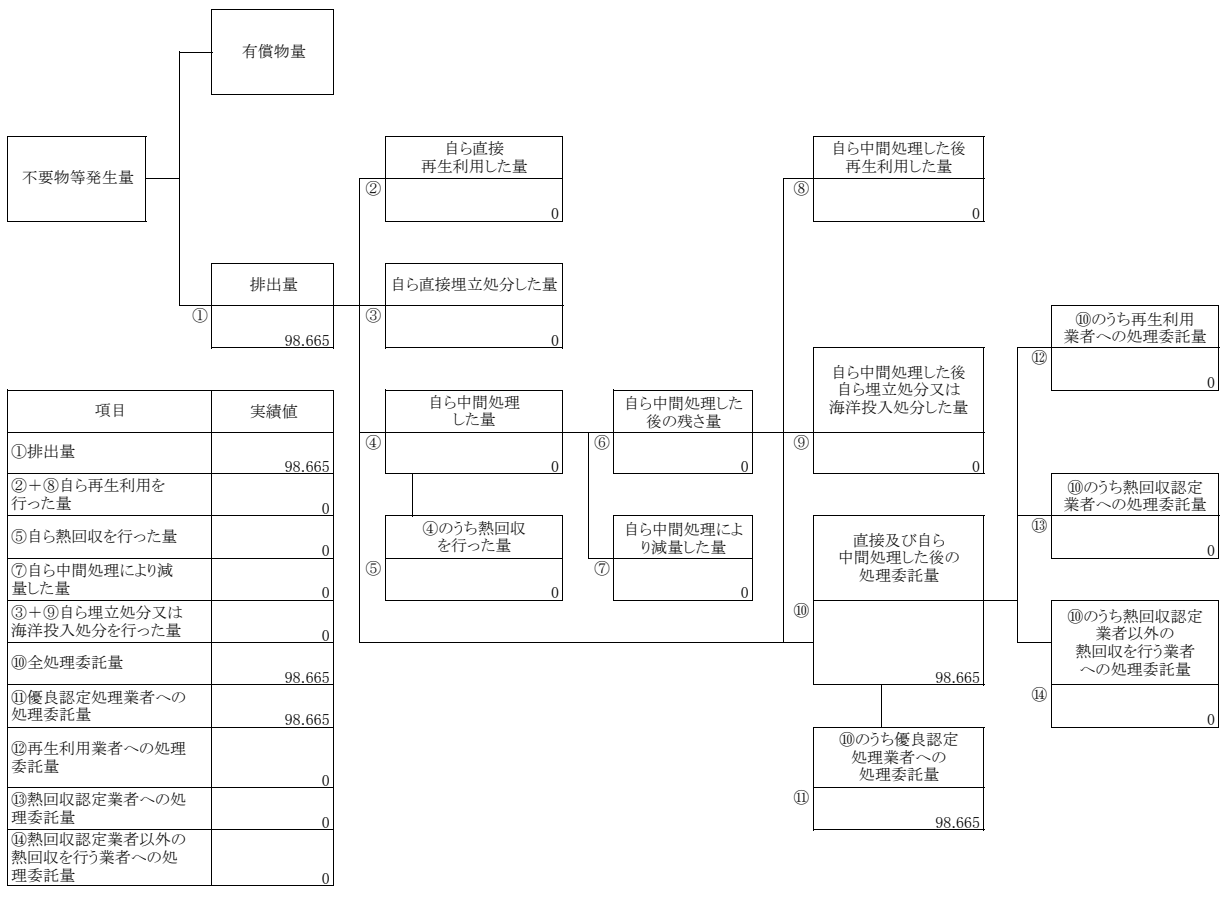 有償物量
不要物等発生量
自ら直接
再生利用した量
②
0
自ら中間処理した後
再生利用した量
⑧
0
排出量
①
98.665
自ら直接埋立処分した量
③
0
⑩のうち再生利用
業者への処理委託量
⑫
0
自ら中間処理
した量
④
0
自ら中間処理した
後の残さ量
⑥
0
自ら中間処理した後
自ら埋立処分又は
海洋投入処分した量
⑨
0
⑩のうち熱回収認定
業者への処理委託量
⑬
0
④のうち熱回収
を行った量
⑤
0
自ら中間処理によ
り減量した量
⑦
0
直接及び自ら
中間処理した後の
処理委託量
⑩
98.665
⑩のうち熱回収認定
業者以外の
熱回収を行う業者
への処理委託量
⑭
0
⑩のうち優良認定
処理業者への
処理委託量
⑪
98.665
項目 実績値
①排出量
98.665
②+⑧自ら再生利用を
行った量
0
⑤自ら熱回収を行った量
0
⑦自ら中間処理により減
量した量
0
③+⑨自ら埋立処分又は
海洋投入処分を行った量
0
⑩全処理委託量
98.665
⑪優良認定処理業者への
処理委託量
98.665
⑫再生利用業者への処理
委託量
0
⑬熱回収認定業者への処
理委託量
0
⑭熱回収認定業者以外の
熱回収を行う業者への処
理委託量
0